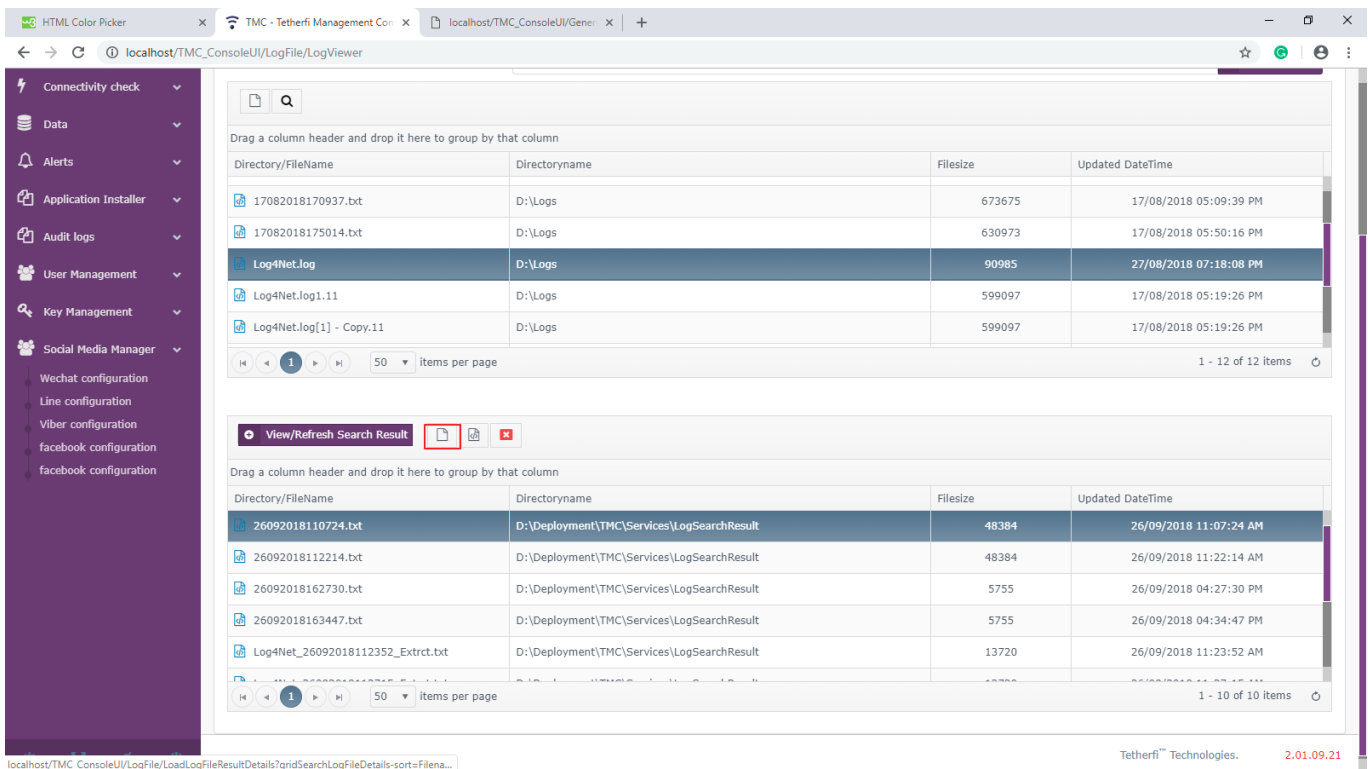 HTML Color Picker
TMC - Tetherfi Management Con
localhost/TMC_ConsoleUI/Generi
localhost/TMC_ConsoleUI/LogFile/LogViewer
Connectivity check
Data
Alerts
Application Installer
Audit logs
User Management
Key Management
Social Media Manager
Wechat configuration
Line configuration
Viber configuration
facebook configuration
facebook configuration
Drag a column header and drop it here to group by that column
Directory/FileName Directoryname Filesize Updated DateTime
17082018170937.txt D:\Logs 673675 17/08/2018 05:09:39 PM
17082018175014.txt D:\Logs 630973 17/08/2018 05:50:16 PM
Log4Net.log D:\Logs 90985 27/08/2018 07:18:08 PM
Log4Net.log1.11 D:\Logs 599097 17/08/2018 05:19:26 PM
Log4Net.log[1] - Copy.11 D:\Logs 599097 17/08/2018 05:19:26 PM
1 50 items per page 1 - 12 of 12 items
View/Refresh Search Result
Drag a column header and drop it here to group by that column
Directory/FileName Directoryname Filesize Updated DateTime
26092018110724.txt D:\Deployment\TMC\Services\LogSearchResult 48384 26/09/2018 11:07:24 AM
26092018112214.txt D:\Deployment\TMC\Services\LogSearchResult 48384 26/09/2018 11:22:14 AM
26092018162730.txt D:\Deployment\TMC\Services\LogSearchResult 5755 26/09/2018 04:27:30 PM
26092018163447.txt D:\Deployment\TMC\Services\LogSearchResult 5755 26/09/2018 04:34:47 PM
Log4Net_26092018112352_Extrct.txt D:\Deployment\TMC\Services\LogSearchResult 13720 26/09/2018 11:23:52 AM
1 50 items per page 1 - 10 of 10 items
Tetherfi™ Technologies. 2.01.09.21
localhost/TMC_ConsoleUI/LogFile/LoadLogFileResultDetails?gridSearchLogFileDetails-sort=Filena...